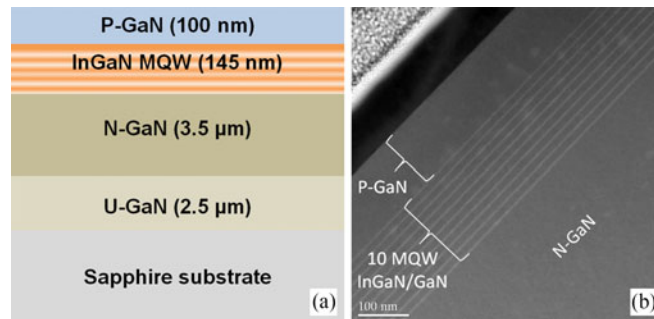 P-GaN (100 nm)
InGaN MQW (145 nm)
N-GaN (3.5 µm)
U-GaN (2.5 µm)
Sapphire substrate
(a)
P-GaN
10 MQW
InGaN/GaN
N-GaN
100 nm
(b)